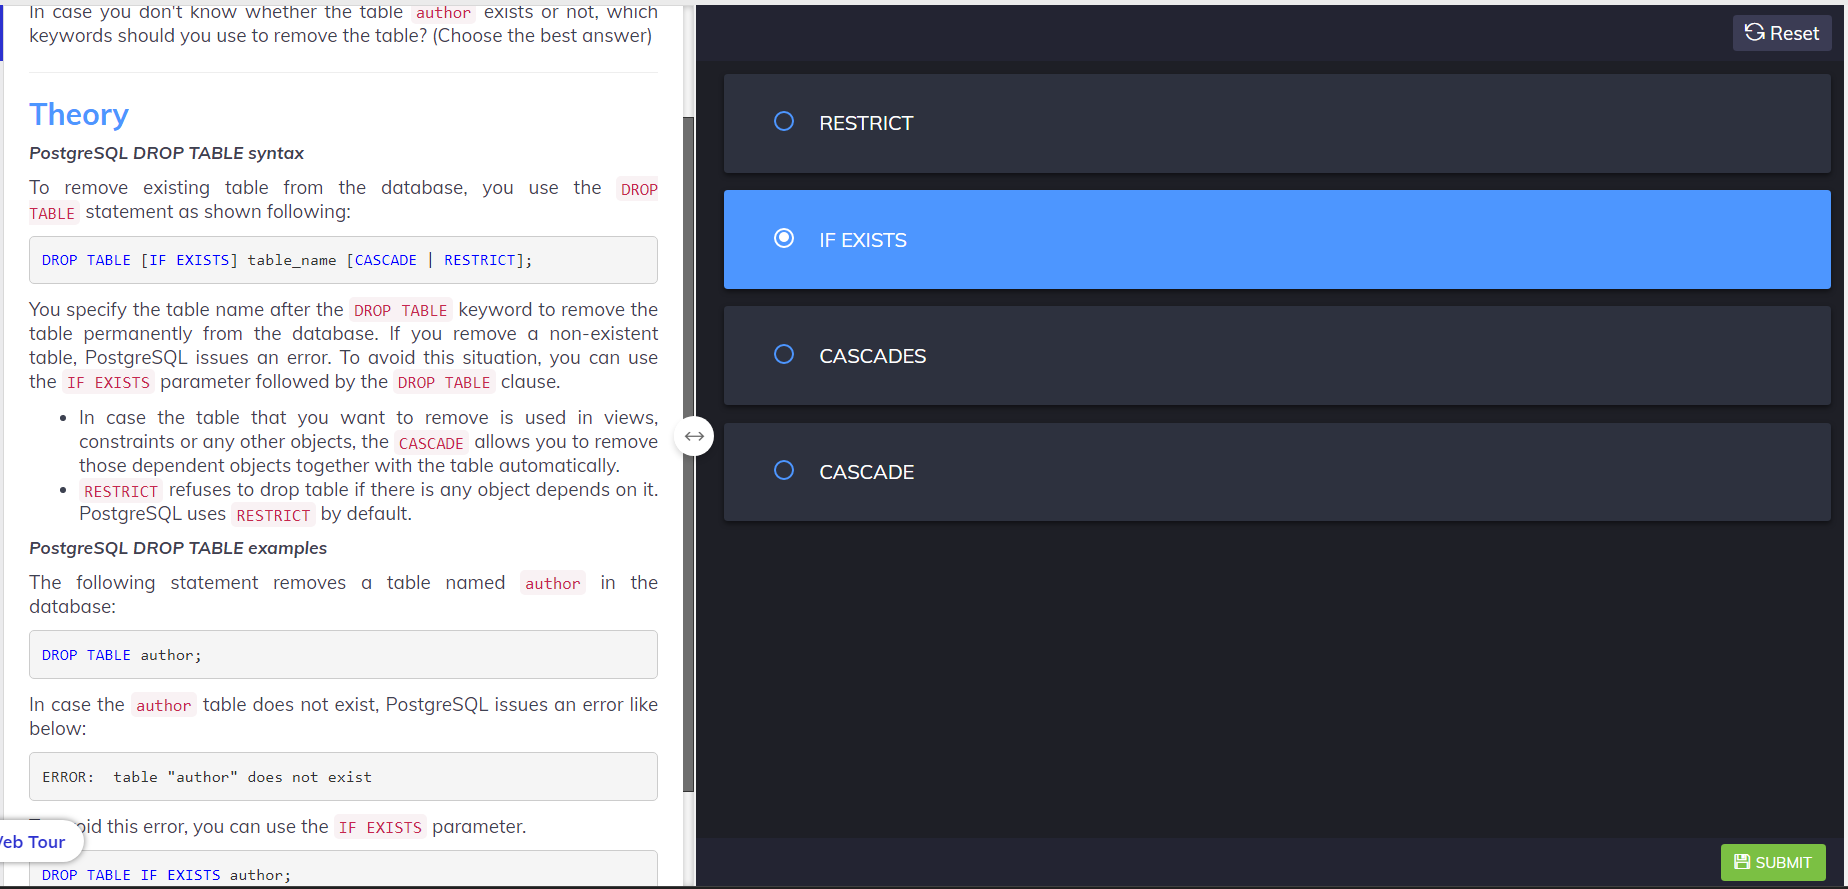 In case you don't know whether the table author exists or not, which
keywords should you use to remove the table? (Choose the best answer)
Theory
PostgreSQL DROP TABLE syntax
To remove existing table from the database, you use the DROP
TABLE statement as shown following:
DROP TABLE [IF EXISTS] table_name [CASCADE | RESTRICT];
You specify the table name after the DROP TABLE keyword to remove the
table permanently from the database. If you remove a non-existent
table, PostgreSQL issues an error. To avoid this situation, you can use
the IF EXISTS parameter followed by the DROP TABLE clause.
• In case the table that you want to remove is used in views,
constraints or any other objects, the CASCADE allows you to remove
those dependent objects together with the table automatically.
• RESTRICT refuses to drop table if there is any object depends on it.
PostgreSQL uses RESTRICT by default.
PostgreSQL DROP TABLE examples
The following statement removes a table named author in the
database:
DROP TABLE author;
In case the author table does not exist, PostgreSQL issues an error like
below:
ERROR:  table "author" does not exist
oid this error, you can use the IF EXISTS parameter.
eb Tour
DROP TABLE IF EXISTS author;
Reset
RESTRICT
IF EXISTS
CASCADES
CASCADE
SUBMIT